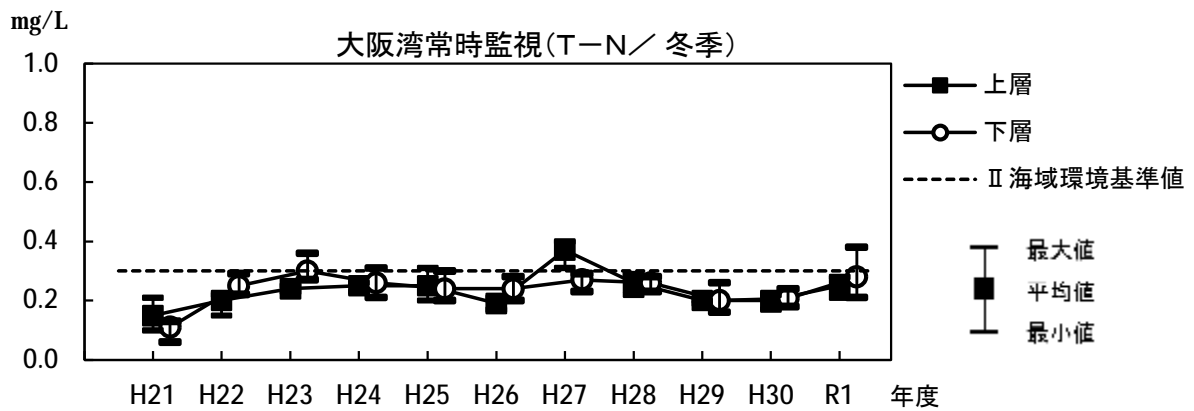 mg/L
大阪湾常時監視(T－N／ 冬季)
1.0
0.8
0.6
0.4
0.2
0.0
H21 H22 H23 H24 H25 H26 H27 H28 H29 H30 R1 年度
上層
下層
Ⅱ海域環境基準値
最大値
平均値
最小値